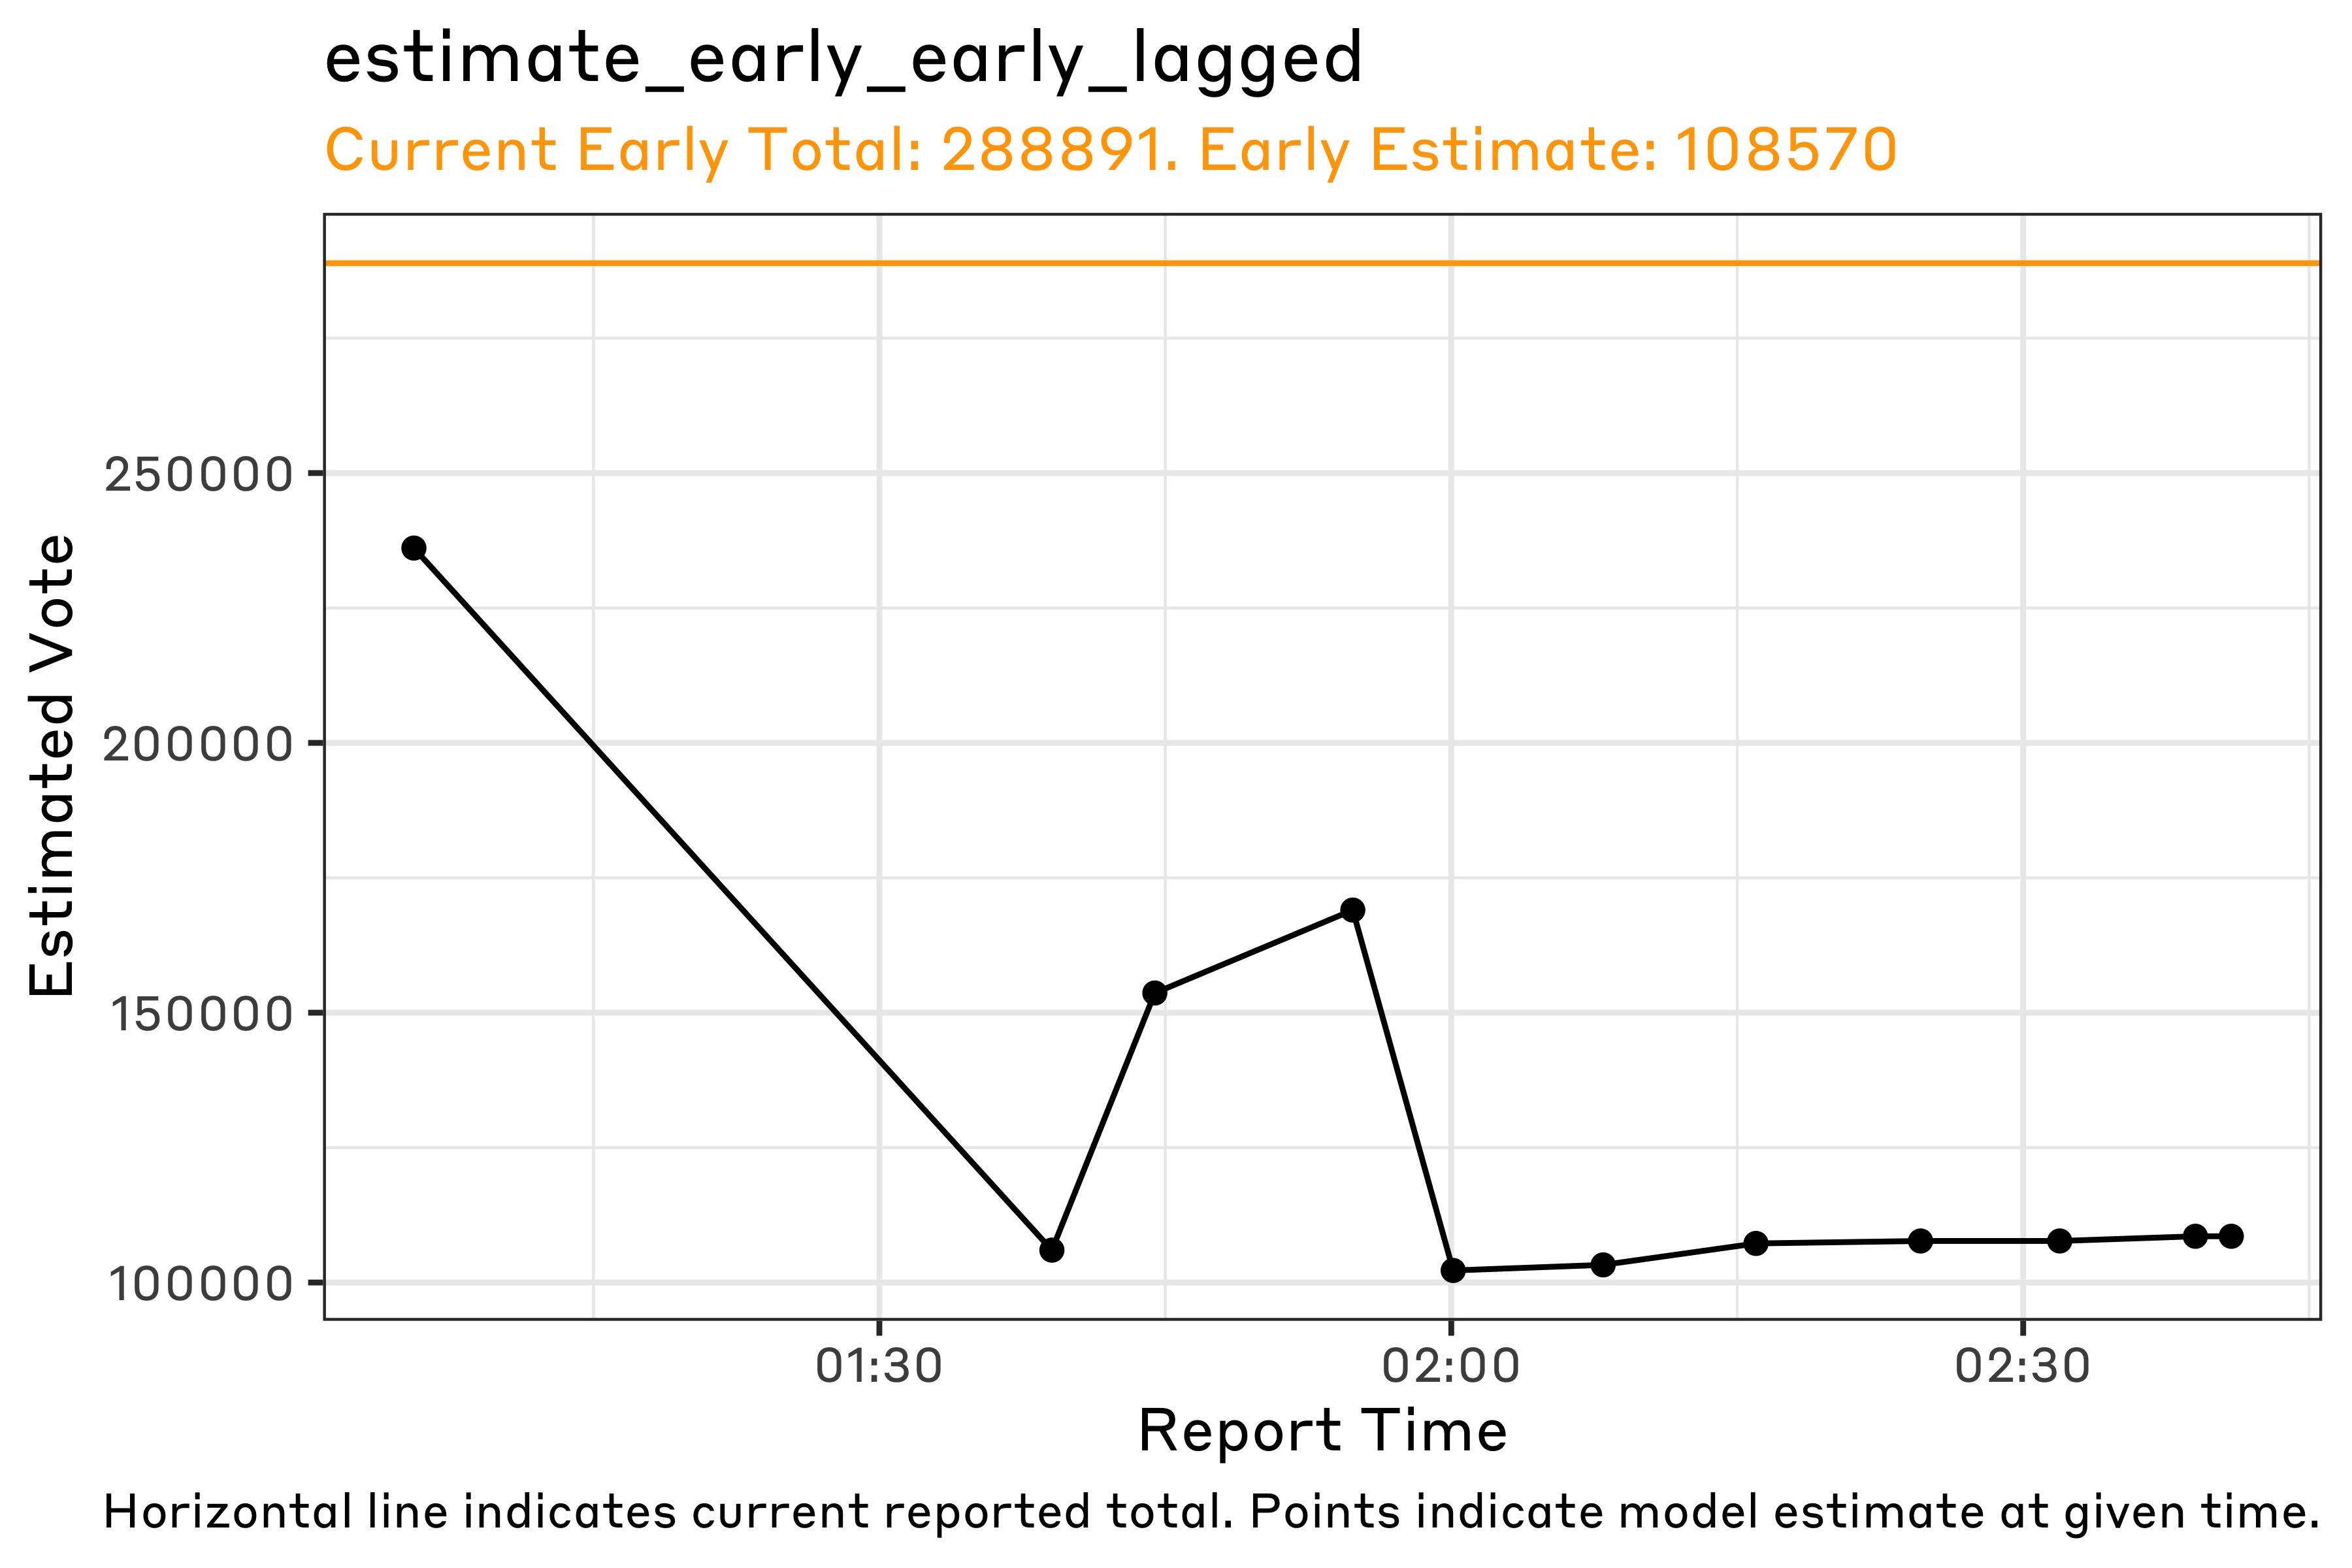 estimate_early_early_lagged
Current Early Total: 288891. Early Estimate: 108570
Estimated Vote
250000
200000
150000
100000
01:30 02:00 02:30
Report Time
Horizontal line indicates current reported total. Points indicate model estimate at given time.